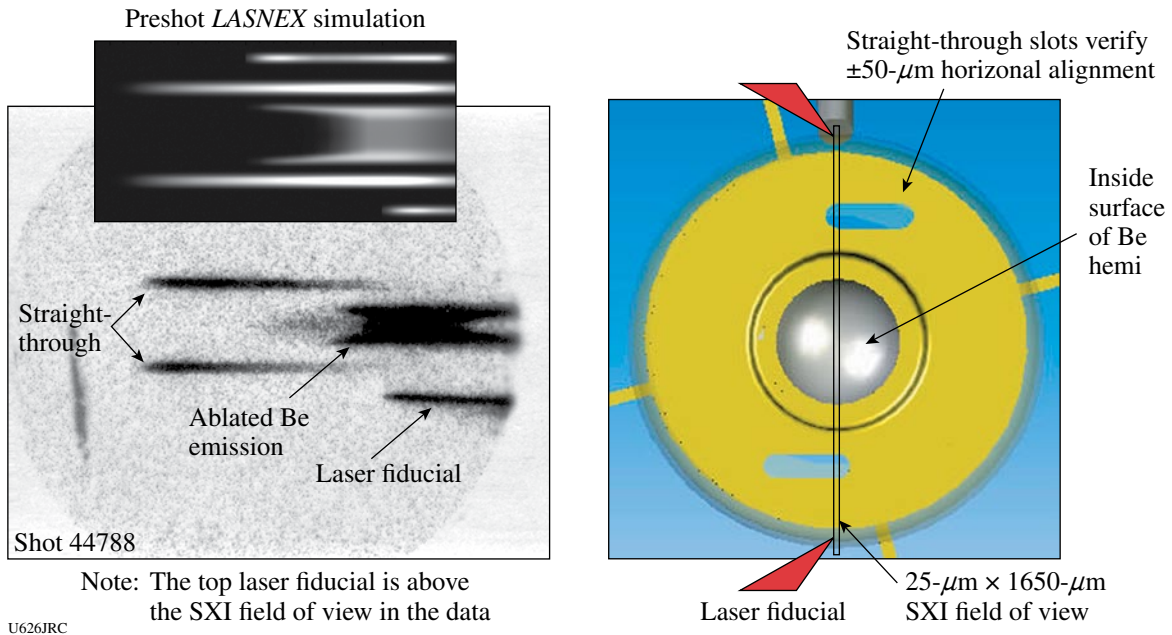 Preshot LASNEX simulation
Straight-
through
Ablated Be
emission
Laser fiducial
Shot 44788
Note: The top laser fiducial is above
the SXI field of view in the data
U626JRC
Straight-through slots verify
±50-μm horizonal alignment
Inside
surface
of Be
hemi
Laser fiducial
25-μm × 1650-μm
SXI field of view